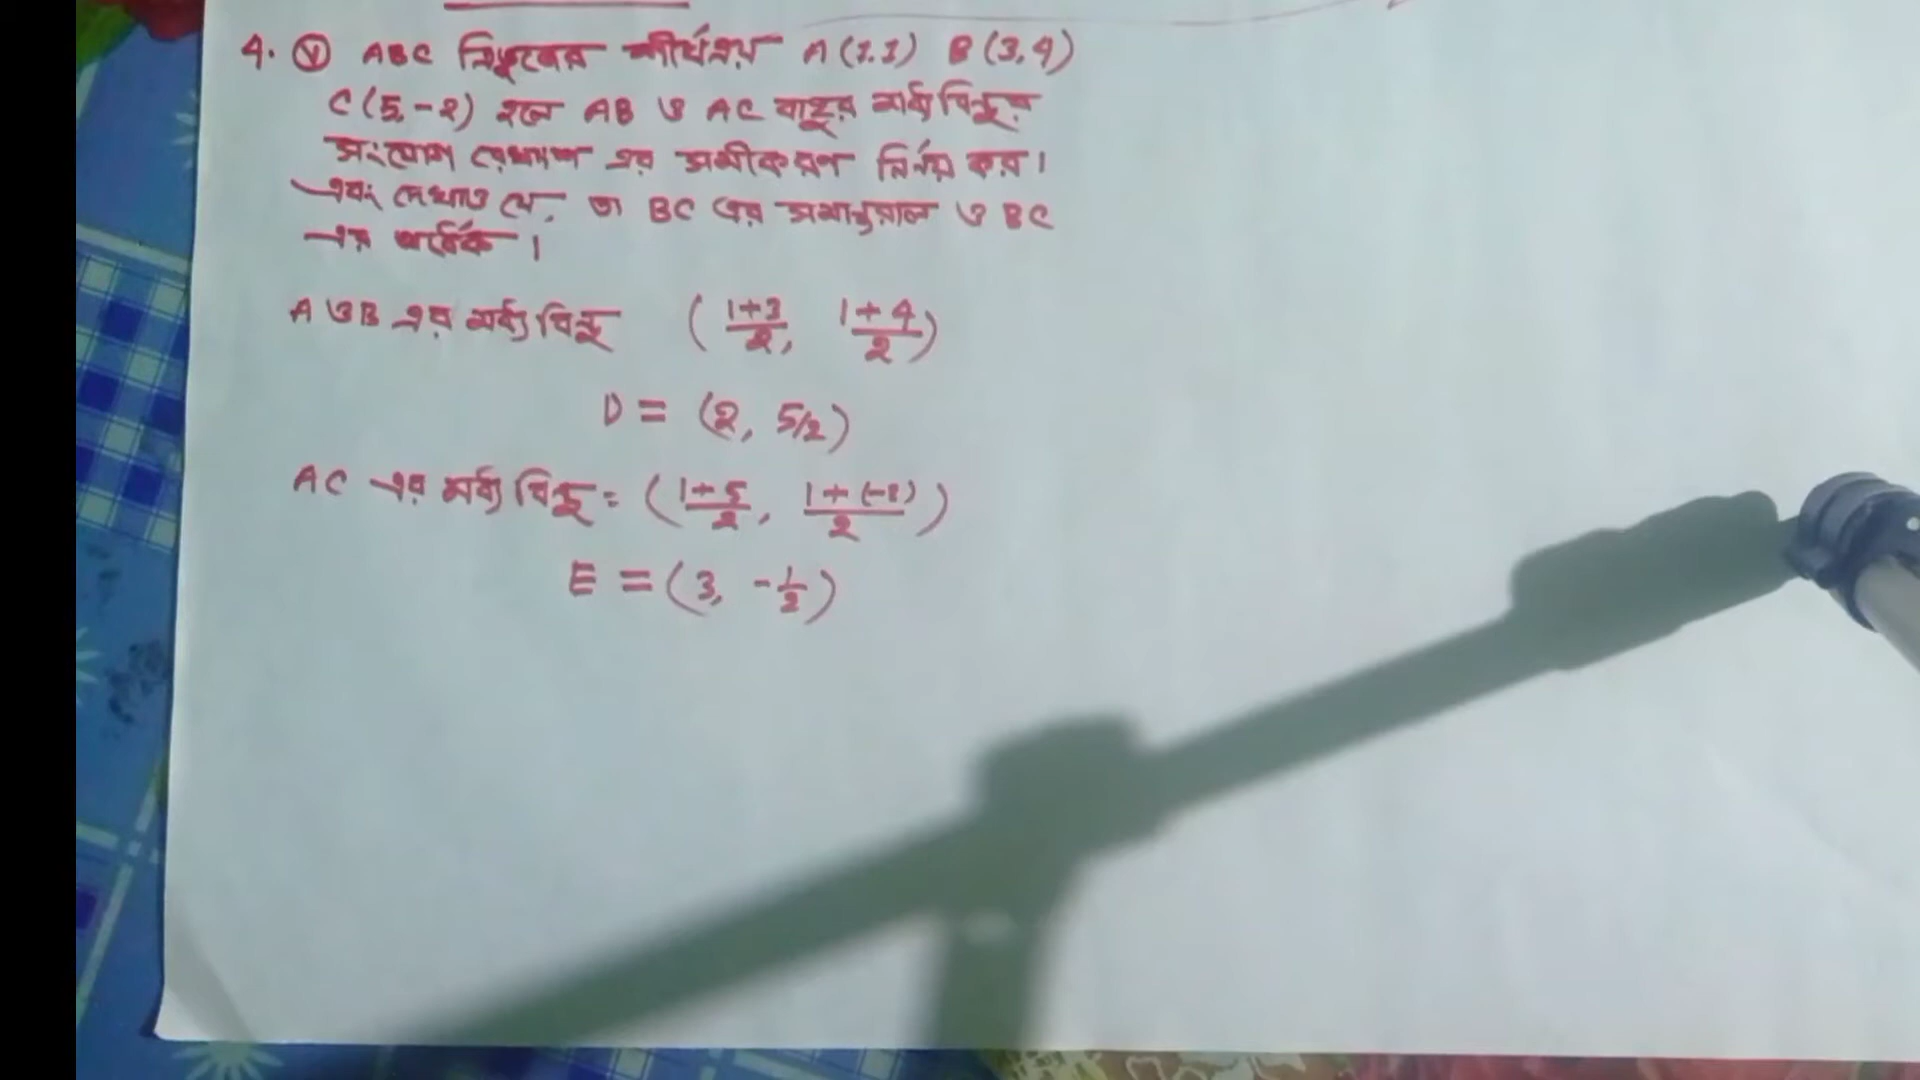 4. Ⓥ ABC ত্রিভুজের শীর্ষত্রয় A(1,1) B(3,4)
C(5,-2) হলে AB ও AC বাহুর মধ্যবিন্দুর
সংযোগ রেখাংশ এর সমীকরণ নির্ণয় কর।
এবং দেখাও যে, তা BC এর সমান্তরাল ও BC
এর অর্ধেক।
A ও B এর মধ্যবিন্দু (1+3/2, 1+4/2)
D = (2, 5/2)
AC এর মধ্যবিন্দু = (1+5/2, 1+(-2)/2)
E = (3, -1/2)